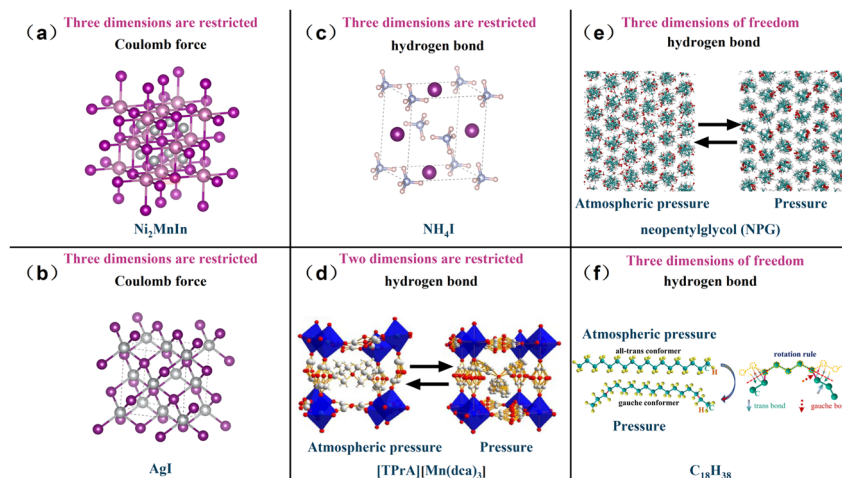 (a) Three dimensions are restricted
Coulomb force
Ni₂MnIn
(c) Three dimensions are restricted
hydrogen bond
NH₄I
(e) Three dimensions of freedom
hydrogen bond
Atmospheric pressure
Pressure
neopentylglycol (NPG)
(b) Three dimensions are restricted
Coulomb force
AgI
(d) Two dimensions are restricted
hydrogen bond
Atmospheric pressure
Pressure
[TPrA][Mn(dca)₃]
(f) Three dimensions of freedom
hydrogen bond
Atmospheric pressure
all-trans conformer
H
gauche conformer
H
C
Pressure
rotation rule
C
trans bond
gauche bo
C₁₈H₃₈